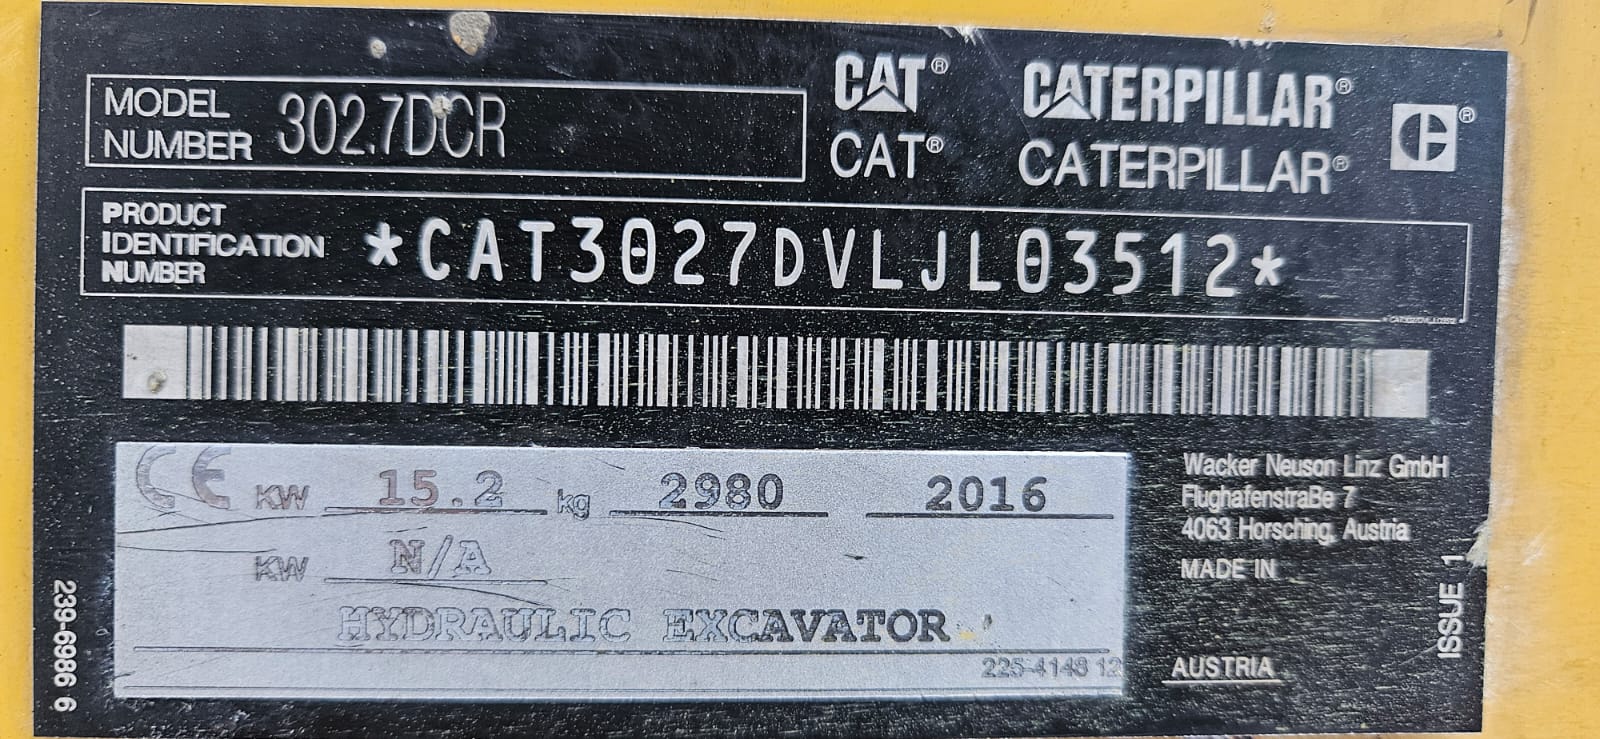 MODEL NUMBER 302.7DCR
CAT® CATERPILLAR® ®
CAT® CATERPILLAR®
PRODUCT IDENTIFICATION NUMBER *CAT3027DVLJL03512*
CE KW 15.2 kg 2980 2016
KW N/A
HYDRAULIC EXCAVATOR
225-4148 12
Wacker Neuson Linz GmbH
Flughafenstraße 7
4063 Horsching, Austria
MADE IN
AUSTRIA
ISSUE 1
239-6986 6